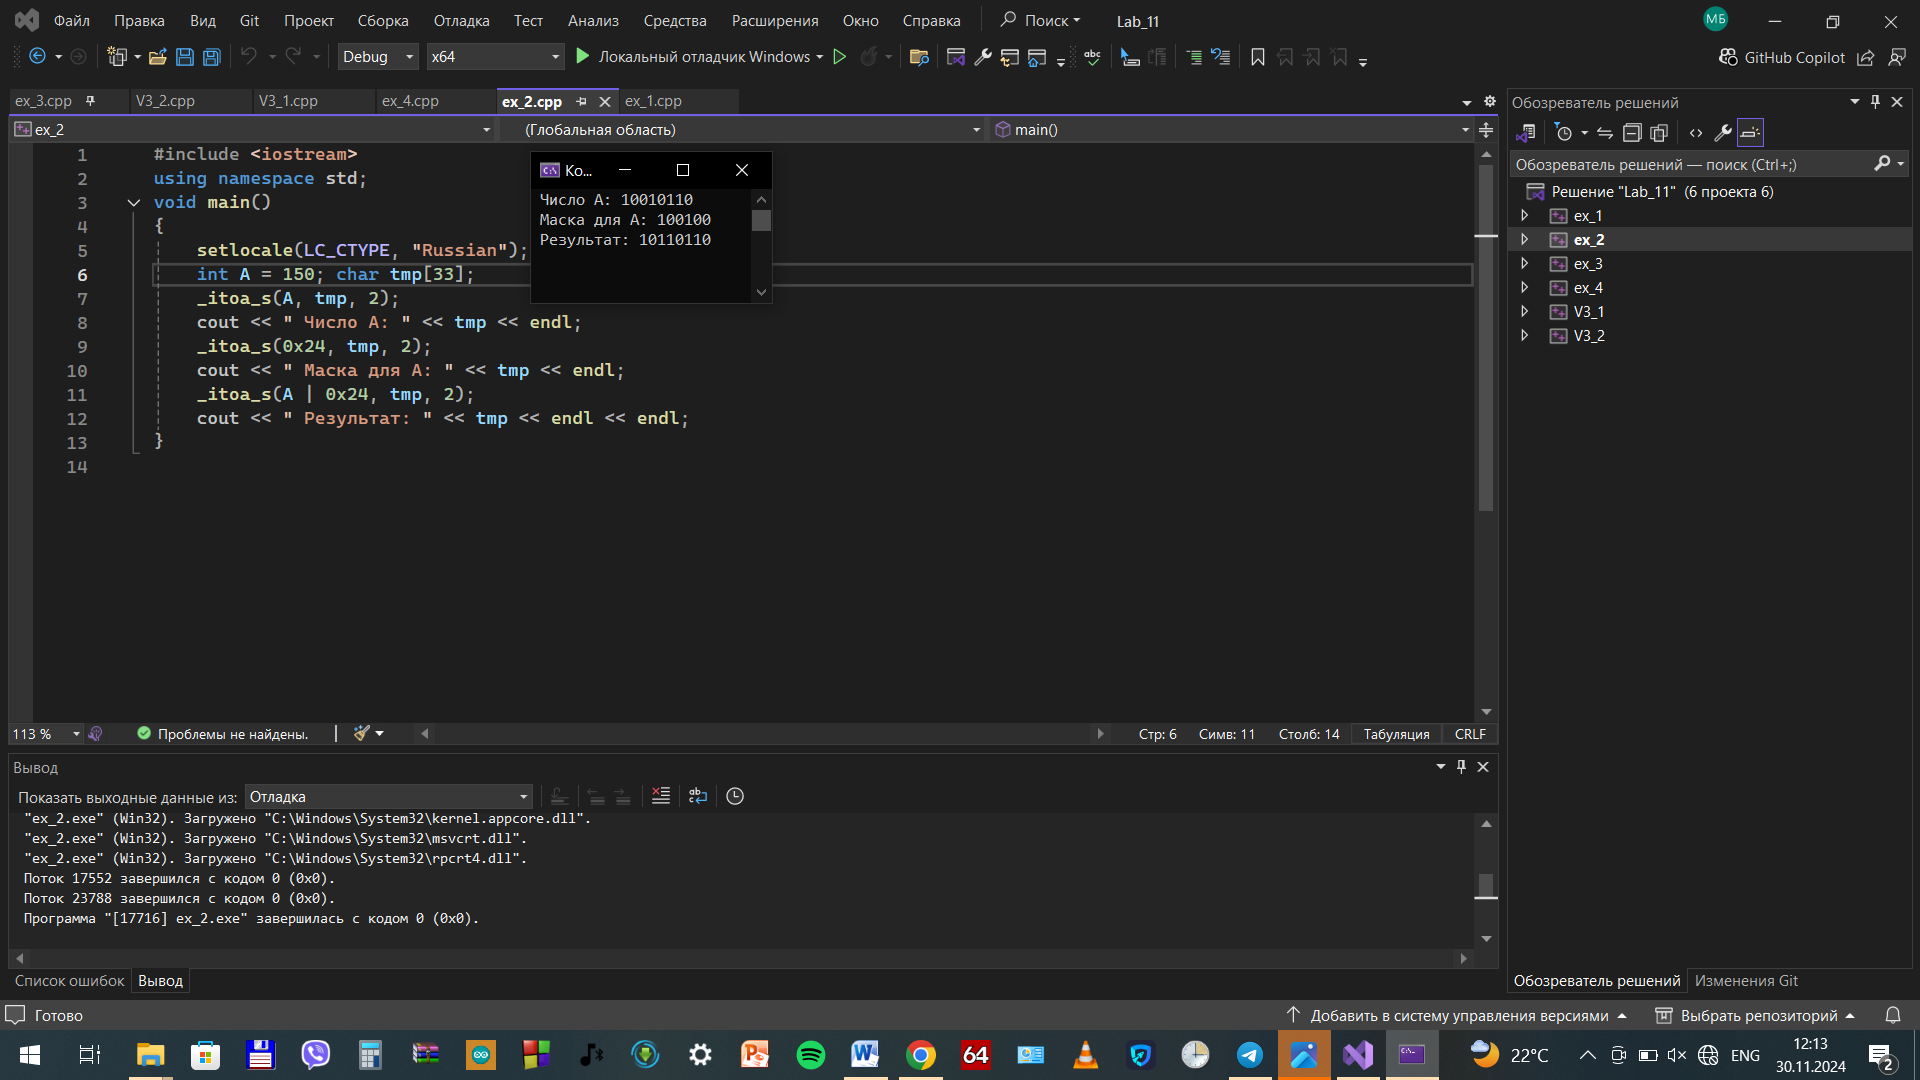 Файл Правка Вид Git Проект Сборка Отладка Тест Анализ Средства Расширения Окно Справка Поиск Lab_11 МБ
Debug x64 Локальный отладчик Windows GitHub Copilot
ex_3.cpp V3_2.cpp V3_1.cpp ex_4.cpp ex_2.cpp ex_1.cpp
ex_2 (Глобальная область) main()
1 #include <iostream>
2 using namespace std;
3 void main()
4 {
5 setlocale(LC_CTYPE, "Russian");
6 int A = 150; char tmp[33];
7 _itoa_s(A, tmp, 2);
8 cout << " Число A: " << tmp << endl;
9 _itoa_s(0x24, tmp, 2);
10 cout << " Маска для A: " << tmp << endl;
11 _itoa_s(A | 0x24, tmp, 2);
12 cout << " Результат: " << tmp << endl << endl;
13 }
14
Ко...
Число A: 10010110
Маска для A: 100100
Результат: 10110110
113 % Проблемы не найдены. Стр: 6 Симв: 11 Столб: 14 Табуляция CRLF
Вывод
Показать выходные данные из: Отладка
"ex_2.exe" (Win32). Загружено "C:\Windows\System32\kernel.appcore.dll".
"ex_2.exe" (Win32). Загружено "C:\Windows\System32\msvcrt.dll".
"ex_2.exe" (Win32). Загружено "C:\Windows\System32\rpcrt4.dll".
Поток 17552 завершился с кодом 0 (0x0).
Поток 23788 завершился с кодом 0 (0x0).
Программа "[17716] ex_2.exe" завершилась с кодом 0 (0x0).
Список ошибок Вывод
Обозреватель решений
Обозреватель решений — поиск (Ctrl+;)
Решение "Lab_11" (6 проекта 6)
ex_1
ex_2
ex_3
ex_4
V3_1
V3_2
Обозреватель решений Изменения Git
Готово Добавить в систему управления версиями Выбрать репозиторий
64 22°C ENG 12:13
30.11.2024 2